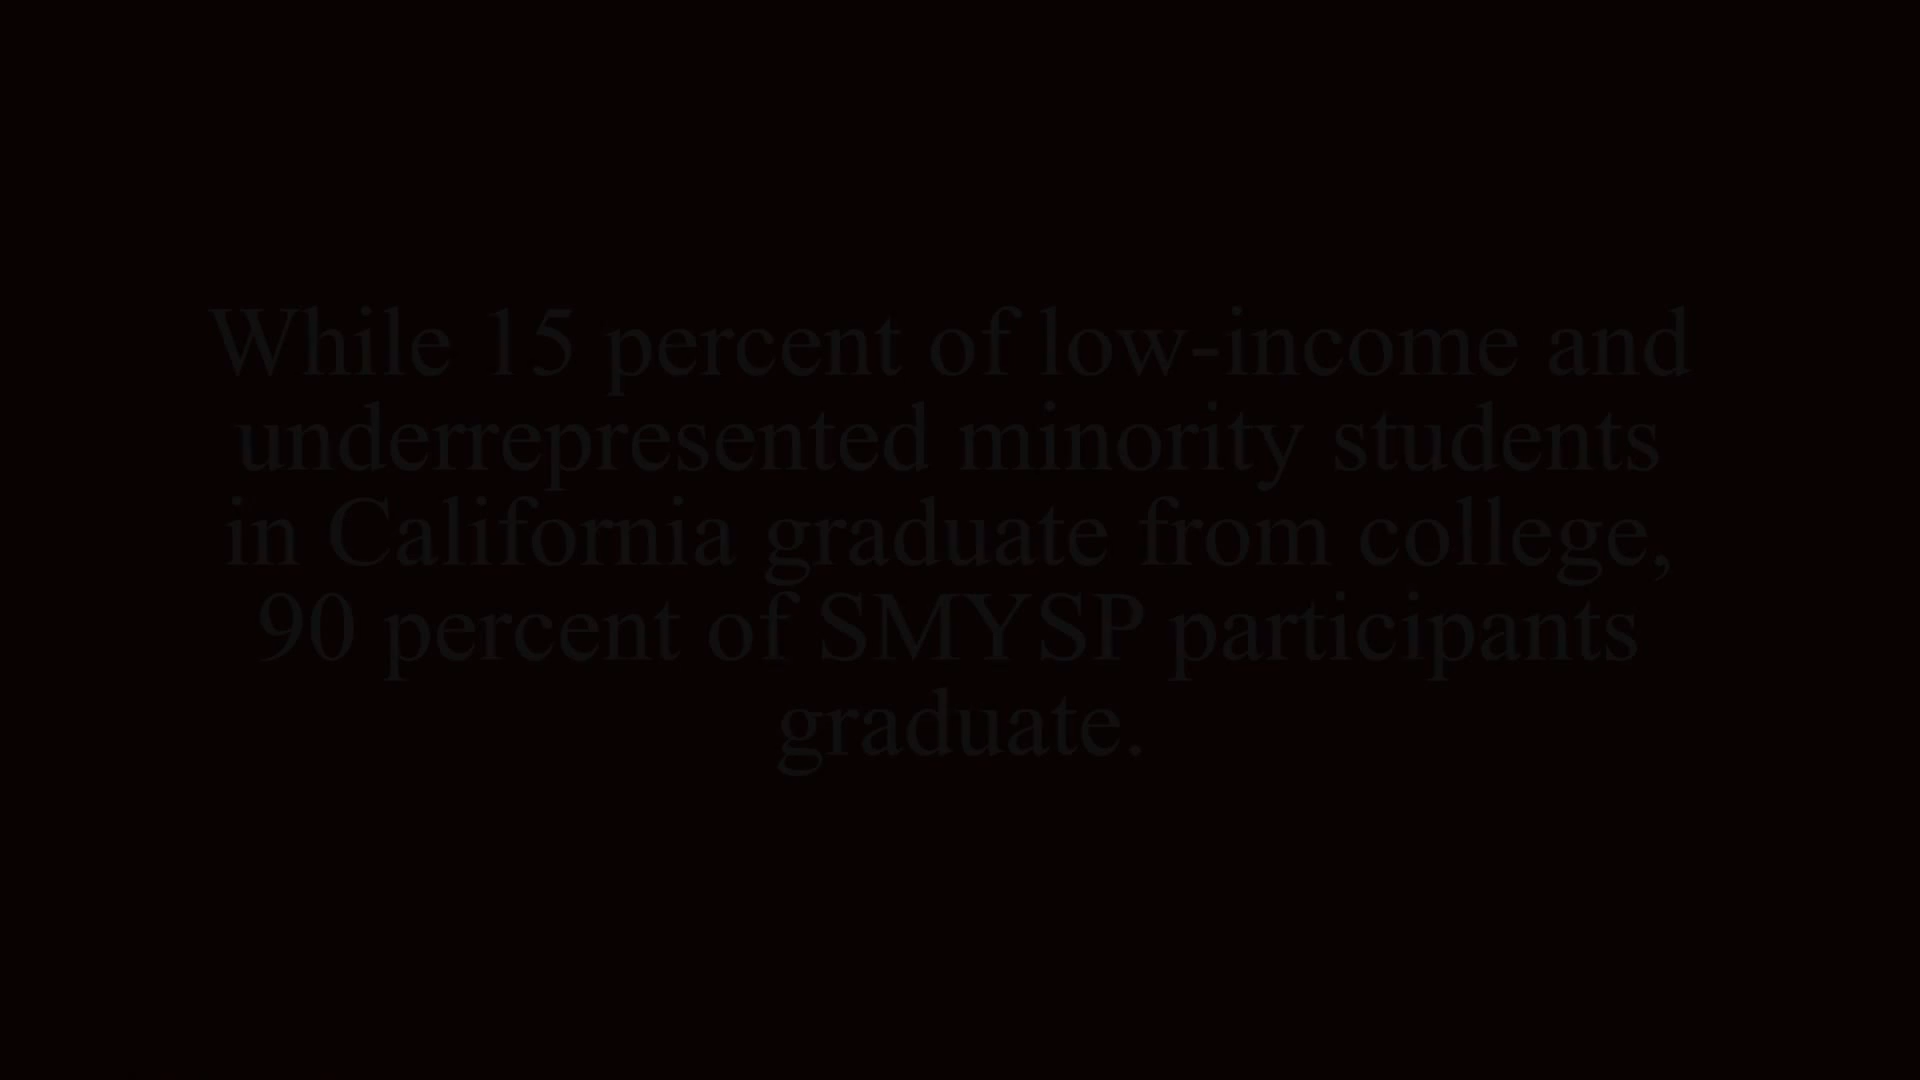 While 15 percent of low-income and
underrepresented minority students
in California graduate from college,
90 percent of SMYSP participants
graduate.